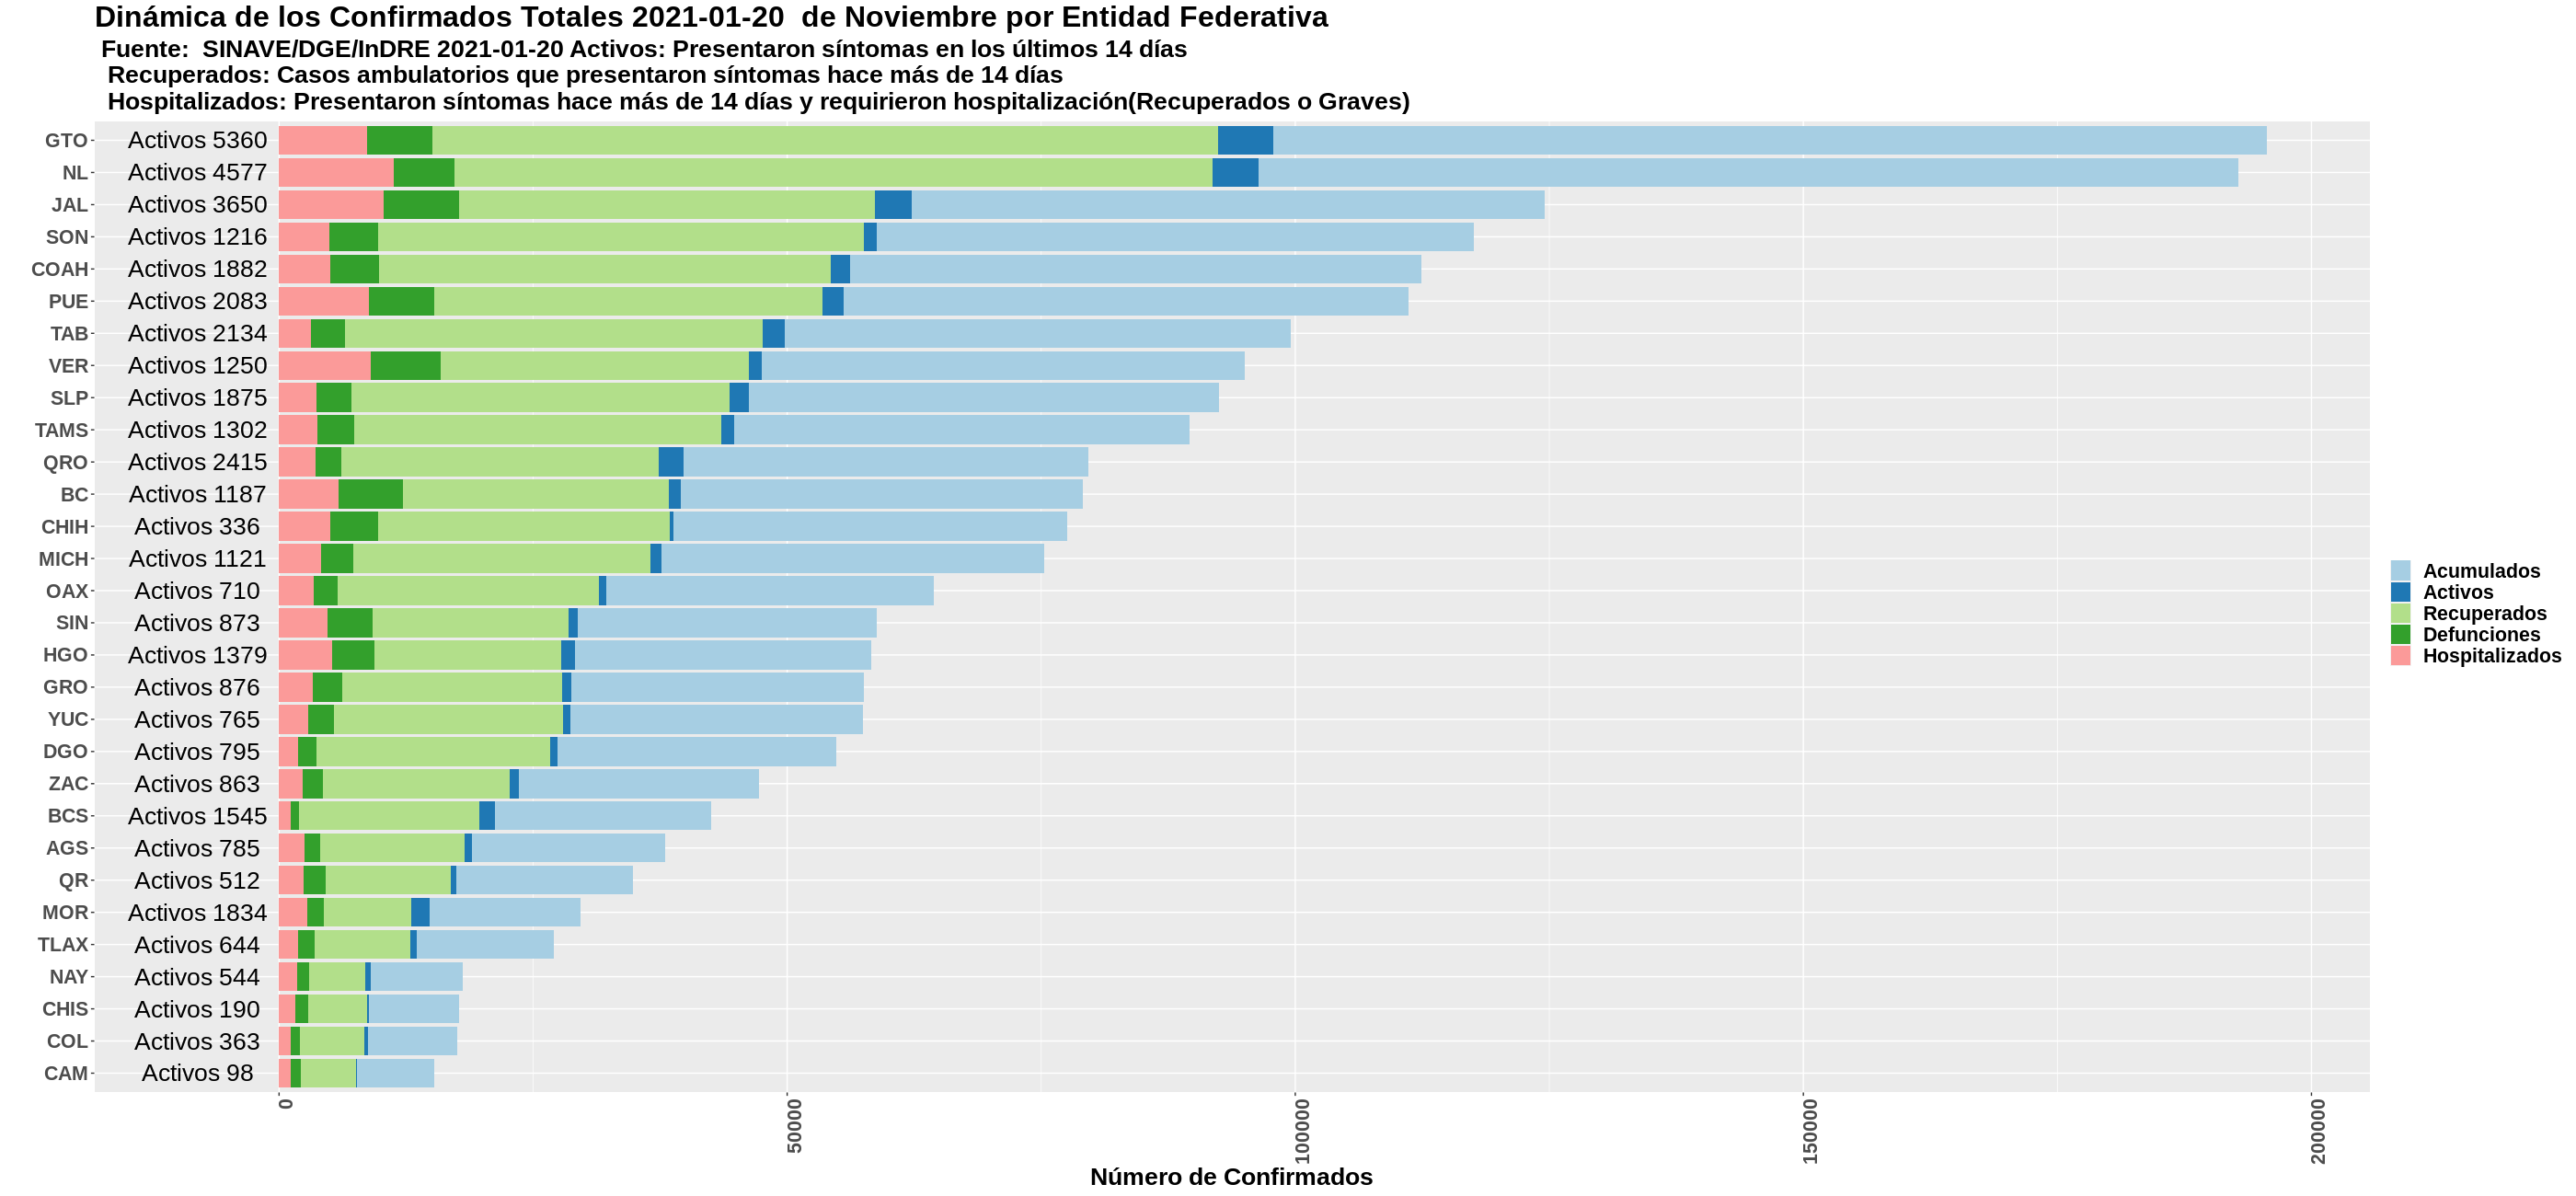 Dinámica de los Confirmados Totales 2021-01-20  de Noviembre por Entidad Federativa
Fuente:  SINAVE/DGE/InDRE 2021-01-20 Activos: Presentaron síntomas en los últimos 14 días
Recuperados: Casos ambulatorios que presentaron síntomas hace más de 14 días
Hospitalizados: Presentaron síntomas hace más de 14 días y requirieron hospitalización(Recuperados o Graves)
GTO Activos 5360
NL Activos 4577
JAL Activos 3650
SON Activos 1216
COAH Activos 1882
PUE Activos 2083
TAB Activos 2134
VER Activos 1250
SLP Activos 1875
TAMS Activos 1302
QRO Activos 2415
BC Activos 1187
CHIH Activos 336
MICH Activos 1121
OAX Activos 710
SIN Activos 873
HGO Activos 1379
GRO Activos 876
YUC Activos 765
DGO Activos 795
ZAC Activos 863
BCS Activos 1545
AGS Activos 785
QR Activos 512
MOR Activos 1834
TLAX Activos 644
NAY Activos 544
CHIS Activos 190
COL Activos 363
CAM Activos 98
0 50000 100000 150000 200000
Número de Confirmados
Acumulados
Activos
Recuperados
Defunciones
Hospitalizados